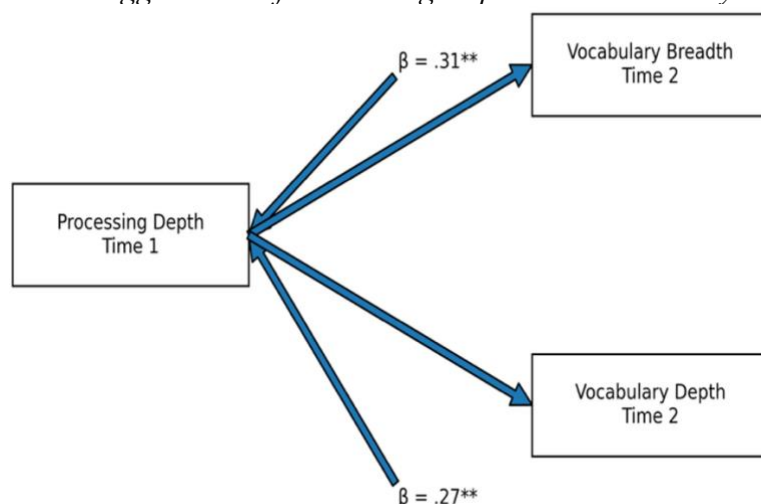 β = .31**
Vocabulary Breadth
Time 2
Processing Depth
Time 1
Vocabulary Depth
Time 2
β = .27**